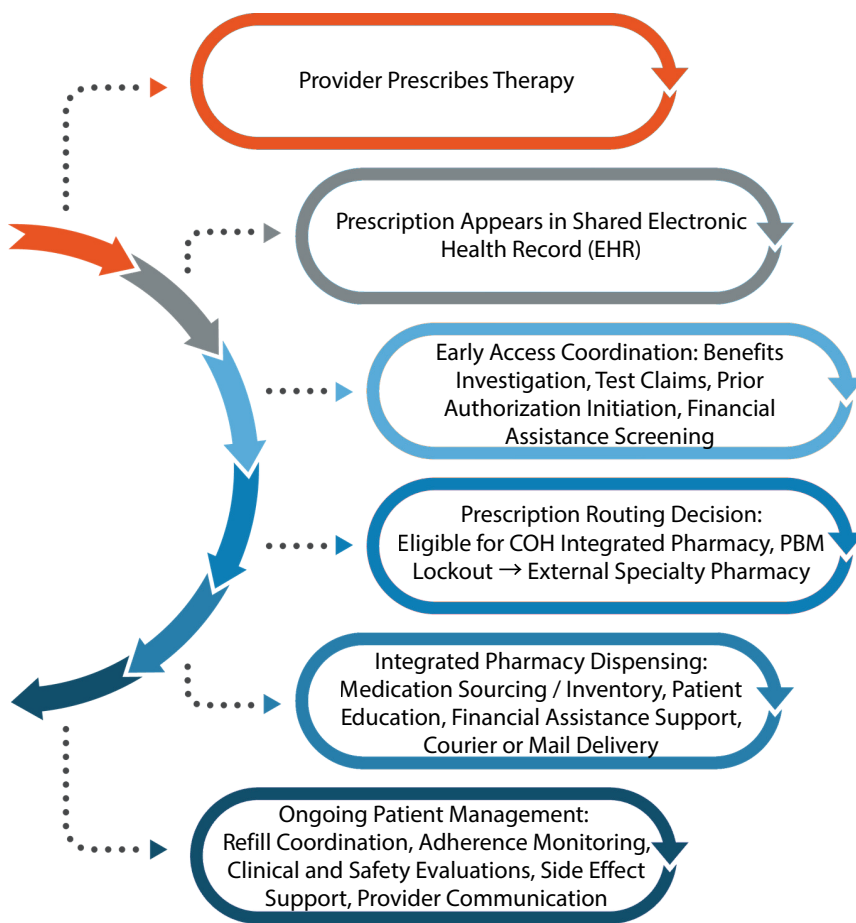 Provider Prescribes Therapy
Prescription Appears in Shared Electronic
Health Record (EHR)
Early Access Coordination: Benefits
Investigation, Test Claims, Prior
Authorization Initiation, Financial
Assistance Screening
Prescription Routing Decision:
Eligible for COH Integrated Pharmacy, PBM
Lockout → External Specialty Pharmacy
Integrated Pharmacy Dispensing:
Medication Sourcing / Inventory, Patient
Education, Financial Assistance Support,
Courier or Mail Delivery
Ongoing Patient Management:
Refill Coordination, Adherence Monitoring,
Clinical and Safety Evaluations, Side Effect
Support, Provider Communication